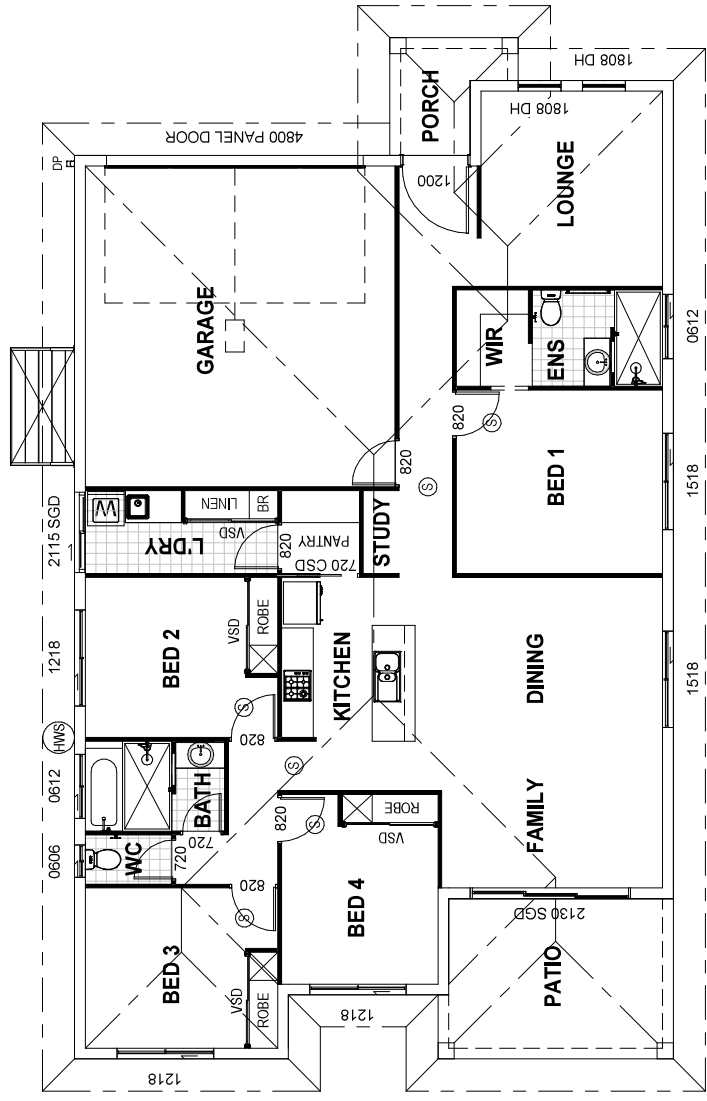 1808 DH
PORCH
1808 DH
4800 PANEL DOOR
DP
1200
LOUNGE
GARAGE
WIR
ENS
0612
820
S
820
S
BED 1
1518
2115 SGD
L'DRY
LINEN
BR
VSD
820
PANTRY
720 CSD
STUDY
1218
BED 2
VSD
ROBE
KITCHEN
DINING
1518
HWS
S
820
S
0612
BATH
720
820
S
ROBE
VSD
FAMILY
0606
WC
720
820
S
BED 4
2130 SGD
BED 3
VSD
ROBE
PATIO
1218
1218